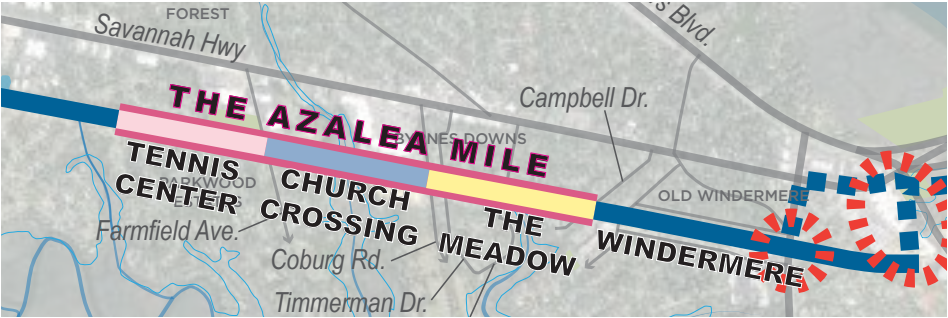 FOREST
Savannah Hwy
s Blvd.
THE AZALEA MILE
Campbell Dr.
BYRNES DOWNS
TENNIS
CENTER
PARKWOOD
CHURCH
CROSSING
OLD WINDERMERE
THE
MEADOW
WINDERMERE
Farmfield Ave.
Coburg Rd.
Timmerman Dr.